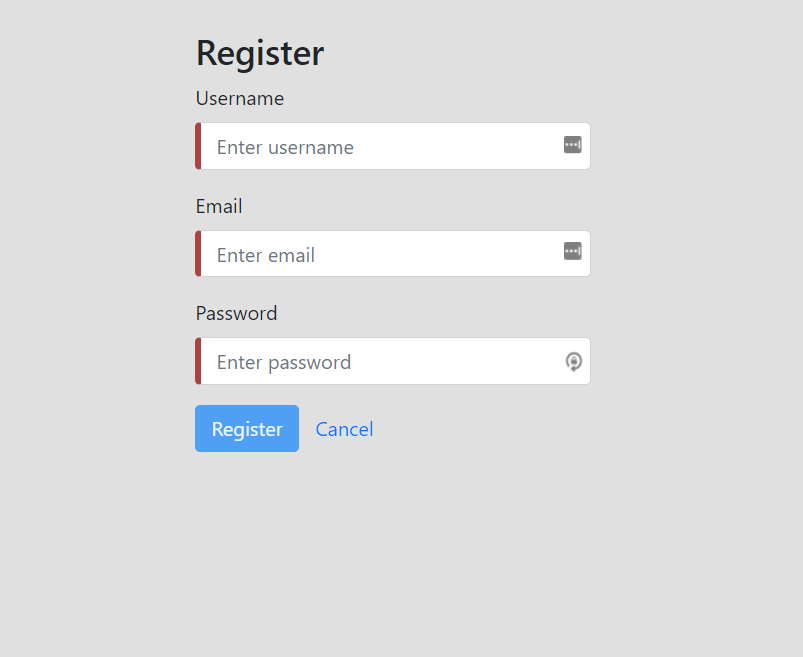 Register
Username
Enter username
Email
Enter email
Password
Enter password
Register Cancel